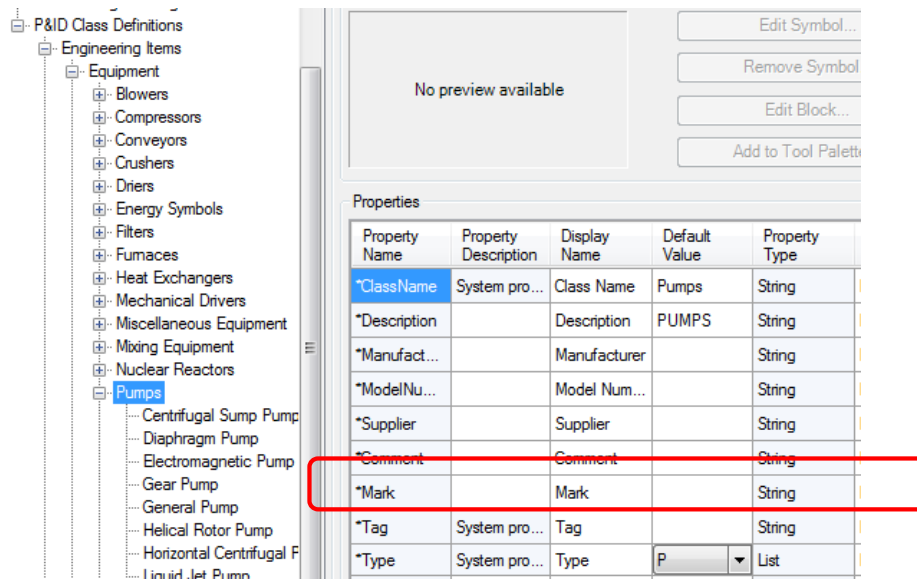 P&ID Class Definitions
Engineering Items
Equipment
Blowers
Compressors
Conveyors
Crushers
Driers
Energy Symbols
Filters
Furnaces
Heat Exchangers
Mechanical Drivers
Miscellaneous Equipment
Mixing Equipment
Nuclear Reactors
Pumps
Centrifugal Sump Pump
Diaphragm Pump
Electromagnetic Pump
Gear Pump
General Pump
Helical Rotor Pump
Horizontal Centrifugal P
Liquid Jet Pump
No preview available
Edit Symbol...
Remove Symbol
Edit Block...
Add to Tool Palette
Properties
Property Name Property Description Display Name Default Value Property Type
*ClassName System pro... Class Name Pumps String
*Description Description PUMPS String
*Manufact... Manufacturer String
*ModelNu... Model Num... String
*Supplier Supplier String
*Comment Comment String
*Mark Mark String
*Tag System pro... Tag String
*Type System pro... Type P List